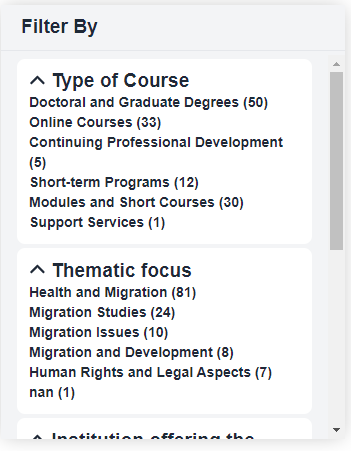 Filter By
Type of Course
Doctoral and Graduate Degrees (50)
Online Courses (33)
Continuing Professional Development
(5)
Short-term Programs (12)
Modules and Short Courses (30)
Support Services (1)
Thematic focus
Health and Migration (81)
Migration Studies (24)
Migration Issues (10)
Migration and Development (8)
Human Rights and Legal Aspects (7)
nan (1)
Institution offering the